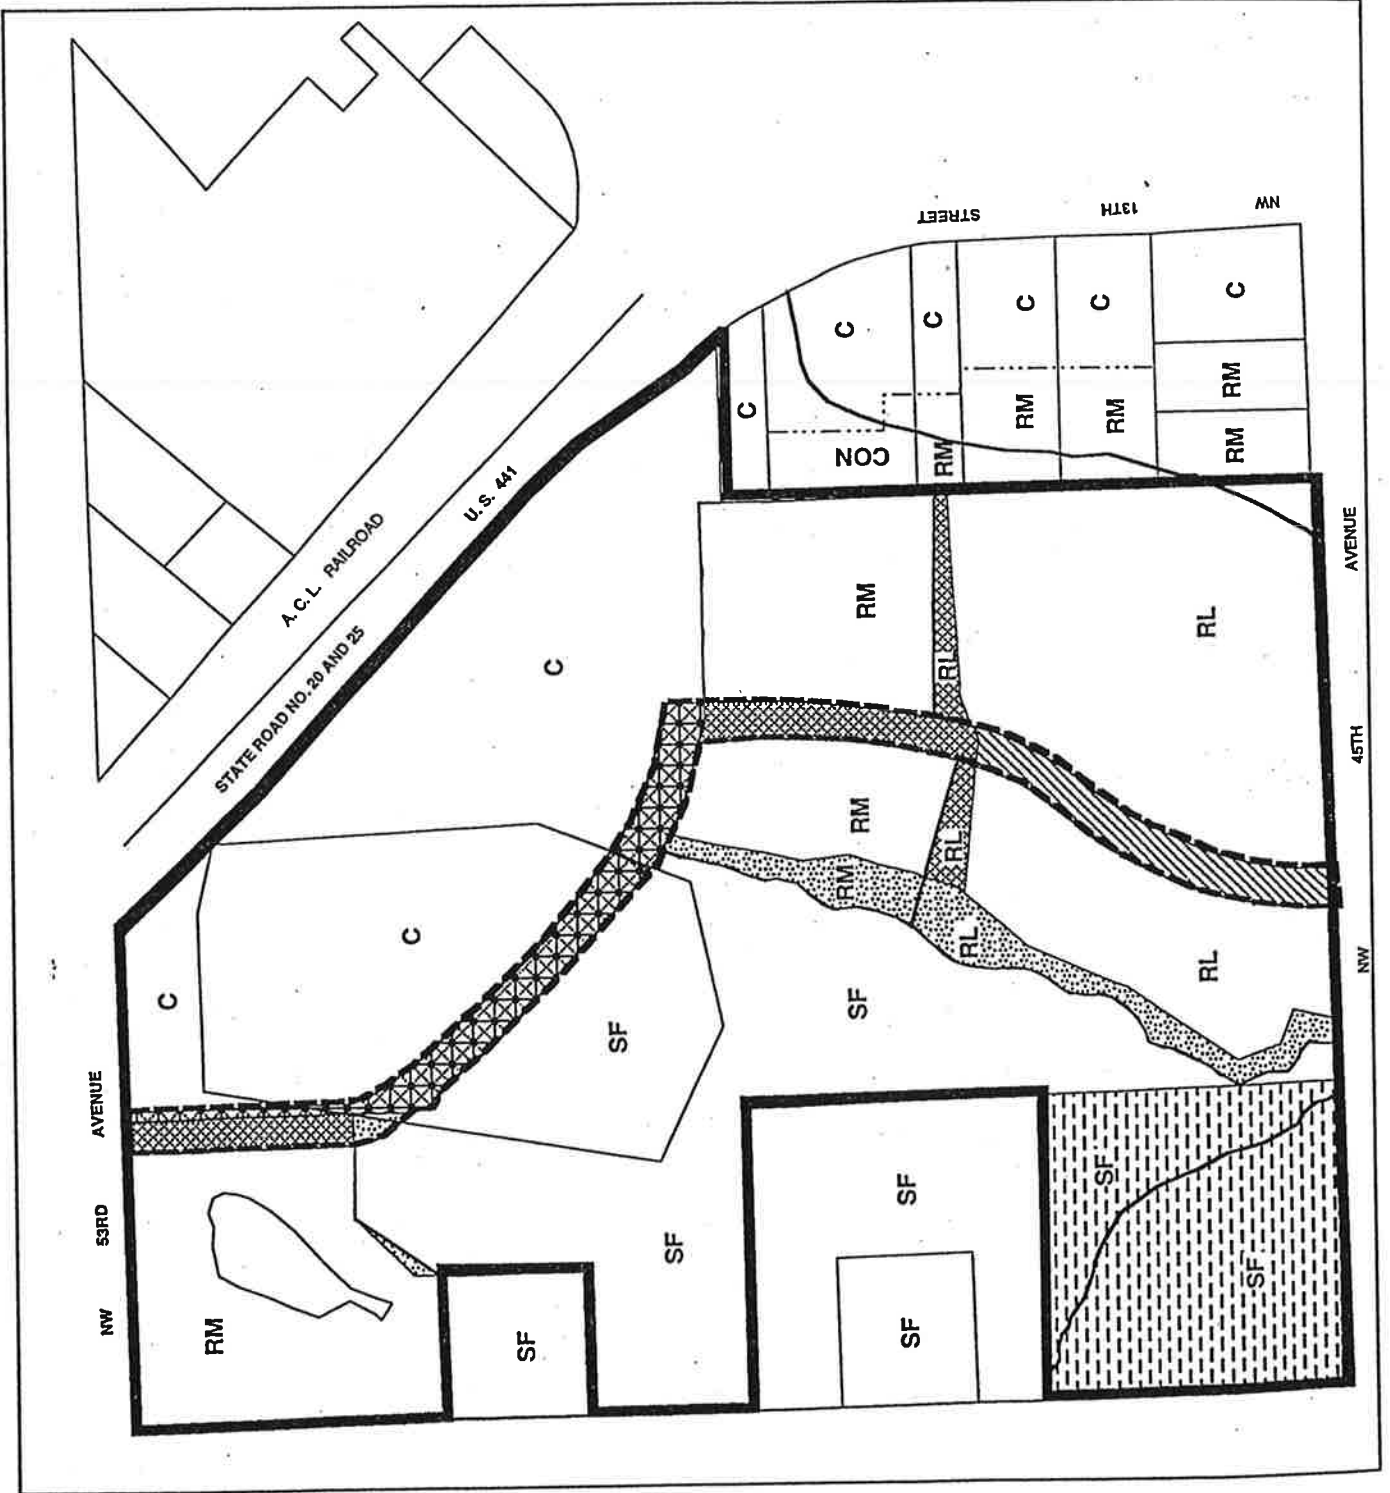 NW
13TH
STREET
C
C
C
C
C
C
CON
RM
RM
RM
RM
RM
A. C. L. RAILROAD
U. S. 441
STATE ROAD NO. 20 AND 25
C
C
C
RM
RL
RL
RM
RL
RM
RL
RL
SF
SF
SF
RM
SF
SF
SF
SF
SF
NW 53RD AVENUE
NW 45TH AVENUE